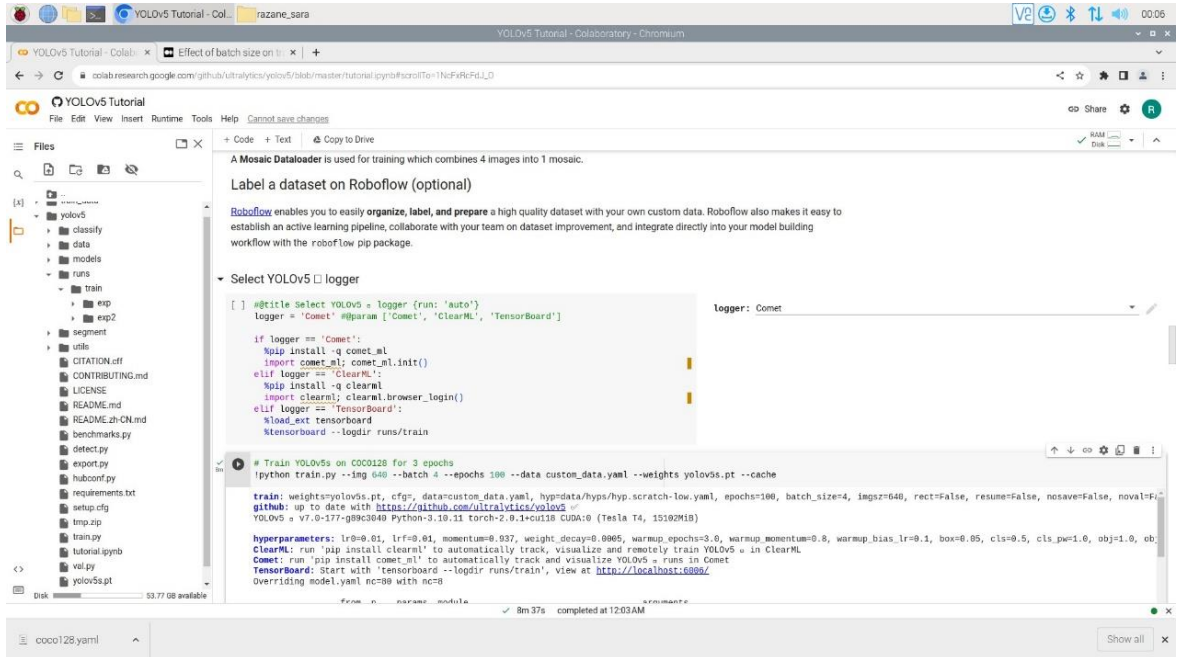 YOLOv5 Tutorial - Col...
razane_sara
V2
00:06
YOLOv5 Tutorial - Colaboratory - Chromium
YOLOv5 Tutorial - Colab
Effect of batch size on tr
colab.research.google.com/github/ultralytics/yolov5/blob/master/tutorial.ipynb#scrollTo=1NcFxRcFdJ_O
YOLOv5 Tutorial
File Edit View Insert Runtime Tools Help Cannot save changes
Share
R
Files
+ Code + Text Copy to Drive
RAM
Disk
..
yolov5
classify
data
models
runs
train
exp
exp2
segment
utils
CITATION.cff
CONTRIBUTING.md
LICENSE
README.md
README.zh-CN.md
benchmarks.py
detect.py
export.py
hubconf.py
requirements.txt
setup.cfg
tmp.zip
train.py
tutorial.ipynb
val.py
yolov5s.pt
Disk 53.77 GB available
A Mosaic Dataloader is used for training which combines 4 images into 1 mosaic.
Label a dataset on Roboflow (optional)
Roboflow enables you to easily organize, label, and prepare a high quality dataset with your own custom data. Roboflow also makes it easy to
establish an active learning pipeline, collaborate with your team on dataset improvement, and integrate directly into your model building
workflow with the roboflow pip package.
Select YOLOv5 logger
[ ] #@title Select YOLOv5 logger {run: 'auto'}
logger = 'Comet' #@param ['Comet', 'ClearML', 'TensorBoard']
if logger == 'Comet':
%pip install -q comet_ml
import comet_ml; comet_ml.init()
elif logger == 'ClearML':
%pip install -q clearml
import clearml; clearml.browser_login()
elif logger == 'TensorBoard':
%load_ext tensorboard
%tensorboard --logdir runs/train
logger: Comet
8m
# Train YOLOv5s on COCO128 for 3 epochs
!python train.py --img 640 --batch 4 --epochs 100 --data custom_data.yaml --weights yolov5s.pt --cache
train: weights=yolov5s.pt, cfg=, data=custom_data.yaml, hyp=data/hyps/hyp.scratch-low.yaml, epochs=100, batch_size=4, imgsz=640, rect=False, resume=False, nosave=False, noval=Fa
github: up to date with https://github.com/ultralytics/yolov5
YOLOv5 v7.0-177-g89c3040 Python-3.10.11 torch-2.0.1+cu118 CUDA:0 (Tesla T4, 15102MiB)
hyperparameters: lr0=0.01, lrf=0.01, momentum=0.937, weight_decay=0.0005, warmup_epochs=3.0, warmup_momentum=0.8, warmup_bias_lr=0.1, box=0.05, cls=0.5, cls_pw=1.0, obj=1.0, ob
ClearML: run 'pip install clearml' to automatically track, visualize and remotely train YOLOv5 in ClearML
Comet: run 'pip install comet_ml' to automatically track and visualize YOLOv5 runs in Comet
TensorBoard: Start with 'tensorboard --logdir runs/train', view at http://localhost:6006/
Overriding model.yaml nc=80 with nc=8
from n params module arguments
8m 37s completed at 12:03 AM
coco128.yaml
Show all